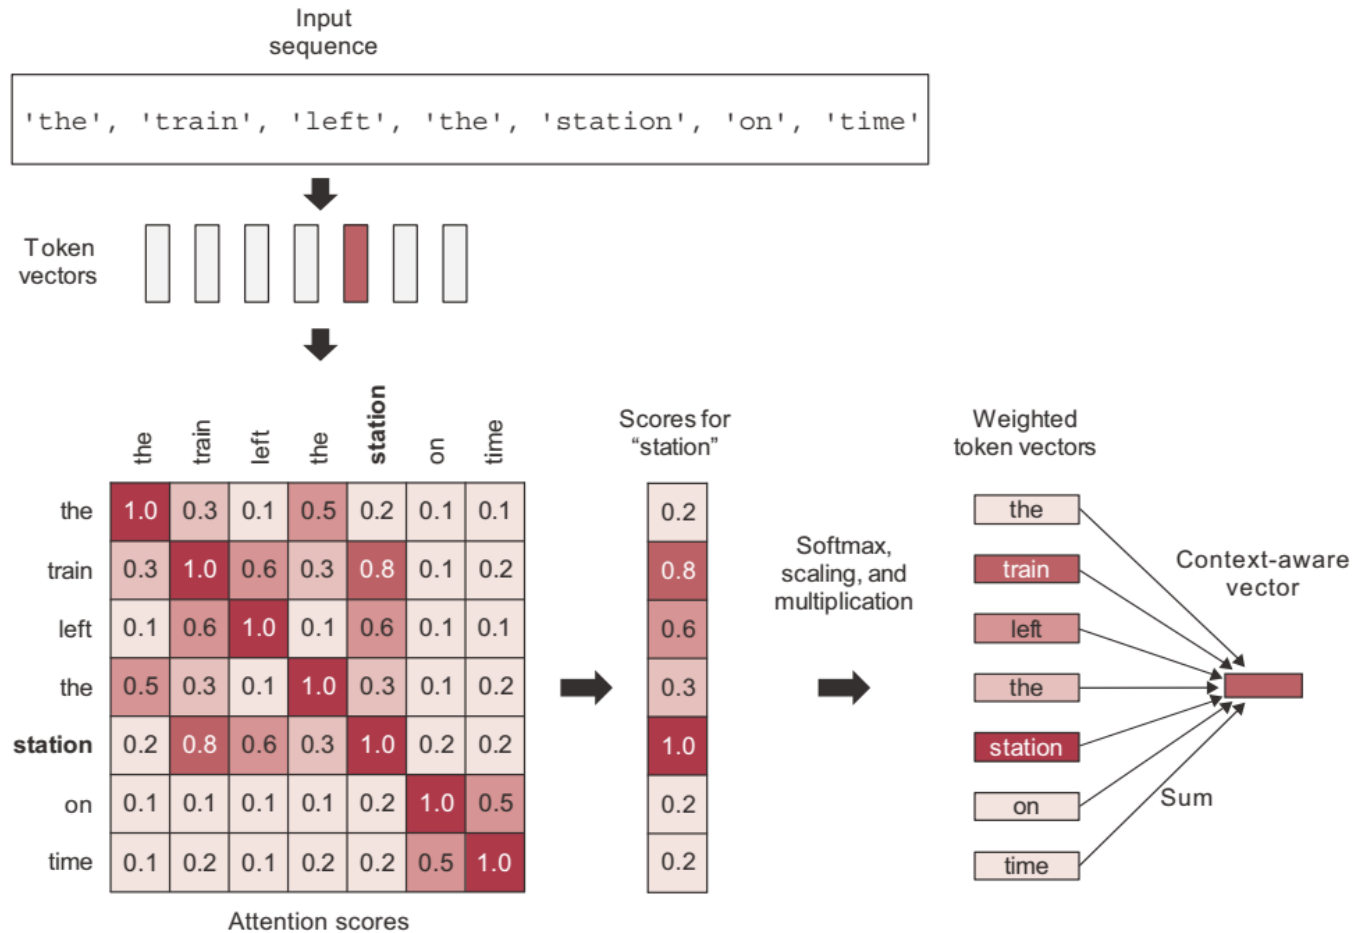 Input
sequence
'the', 'train', 'left', 'the', 'station', 'on', 'time'
Token
vectors
the train left the station on time
the 1.0 0.3 0.1 0.5 0.2 0.1 0.1
train 0.3 1.0 0.6 0.3 0.8 0.1 0.2
left 0.1 0.6 1.0 0.1 0.6 0.1 0.1
the 0.5 0.3 0.1 1.0 0.3 0.1 0.2
station 0.2 0.8 0.6 0.3 1.0 0.2 0.2
on 0.1 0.1 0.1 0.1 0.2 1.0 0.5
time 0.1 0.2 0.1 0.2 0.2 0.5 1.0
Attention scores
Scores for
“station”
0.2
0.8
0.6
0.3
1.0
0.2
0.2
Softmax,
scaling, and
multiplication
Weighted
token vectors
the
train
left
the
station
on
time
Sum
Context-aware
vector